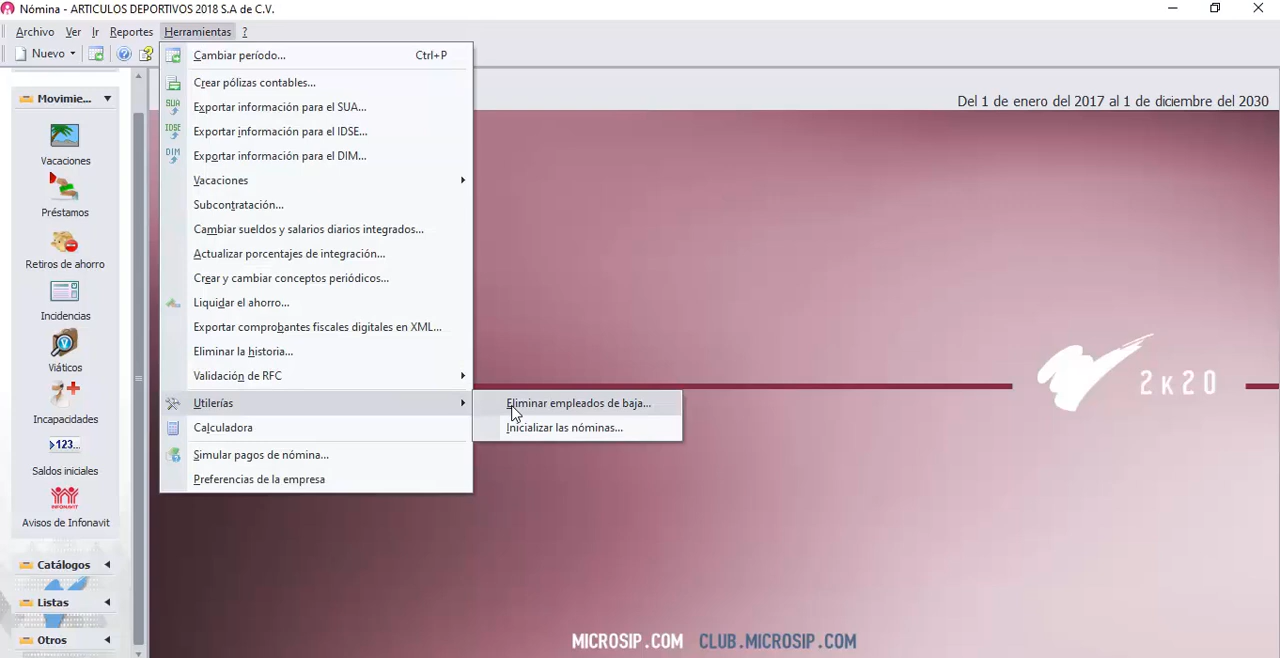 Nómina - ARTICULOS DEPORTIVOS 2018 S.A de C.V.
Archivo Ver Ir Reportes Herramientas ?
Nuevo
Movimie...
Vacaciones
Préstamos
Retiros de ahorro
Incidencias
Viáticos
Incapacidades
123...
Saldos iniciales
INFONAVIT
Avisos de Infonavit
Catálogos
Listas
Otros
Cambiar período... Ctrl+P
Crear pólizas contables...
SUA Exportar información para el SUA...
IDSE Exportar información para el IDSE...
DIM Exportar información para el DIM...
Vacaciones
Subcontratación...
Cambiar sueldos y salarios diarios integrados...
Actualizar porcentajes de integración...
Crear y cambiar conceptos periódicos...
Liquidar el ahorro...
Exportar comprobantes fiscales digitales en XML...
Eliminar la historia...
Validación de RFC
Utilerías
Calculadora
Simular pagos de nómina...
Preferencias de la empresa
Eliminar empleados de baja...
Inicializar las nóminas...
Del 1 de enero del 2017 al 1 de diciembre del 2030
2K20
MICROSIP.COM CLUB.MICROSIP.COM